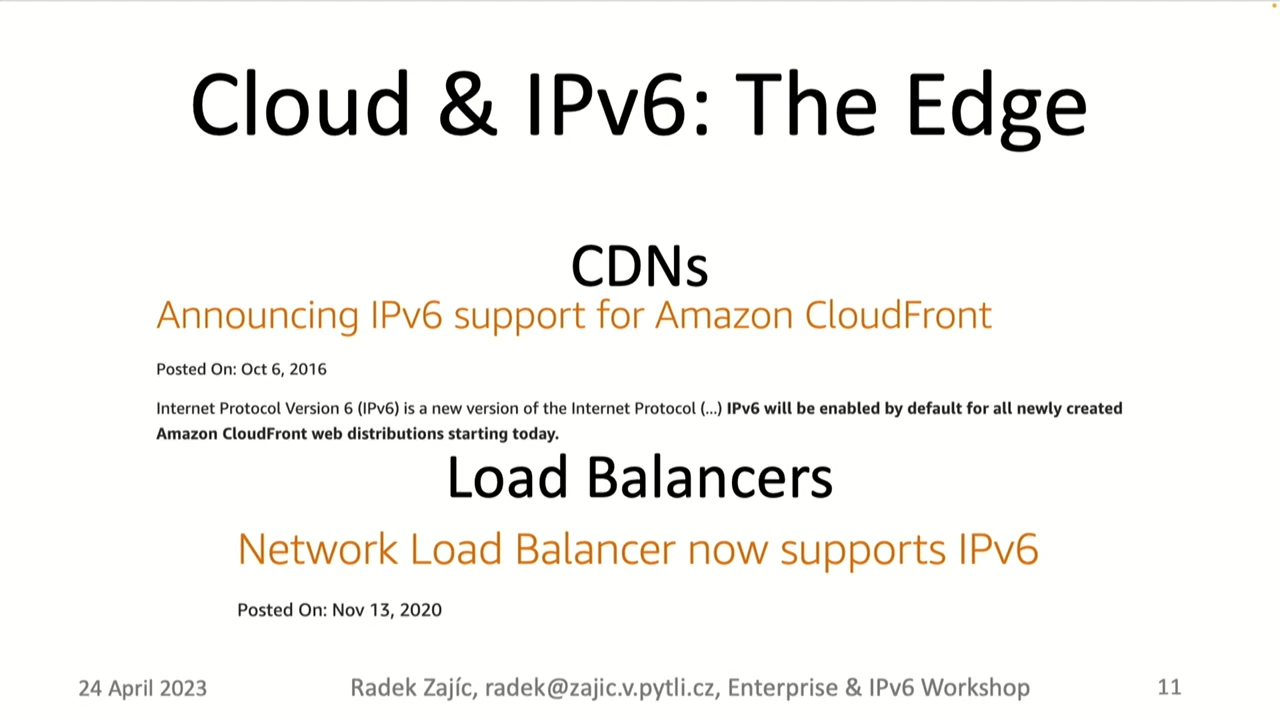 Cloud & IPv6: The Edge
CDNs
Announcing IPv6 support for Amazon CloudFront
Posted On: Oct 6, 2016
Internet Protocol Version 6 (IPv6) is a new version of the Internet Protocol (...) IPv6 will be enabled by default for all newly created
Amazon CloudFront web distributions starting today.
Load Balancers
Network Load Balancer now supports IPv6
Posted On: Nov 13, 2020
24 April 2023
Radek Zajíc, radek@zajic.v.pytli.cz, Enterprise & IPv6 Workshop
11